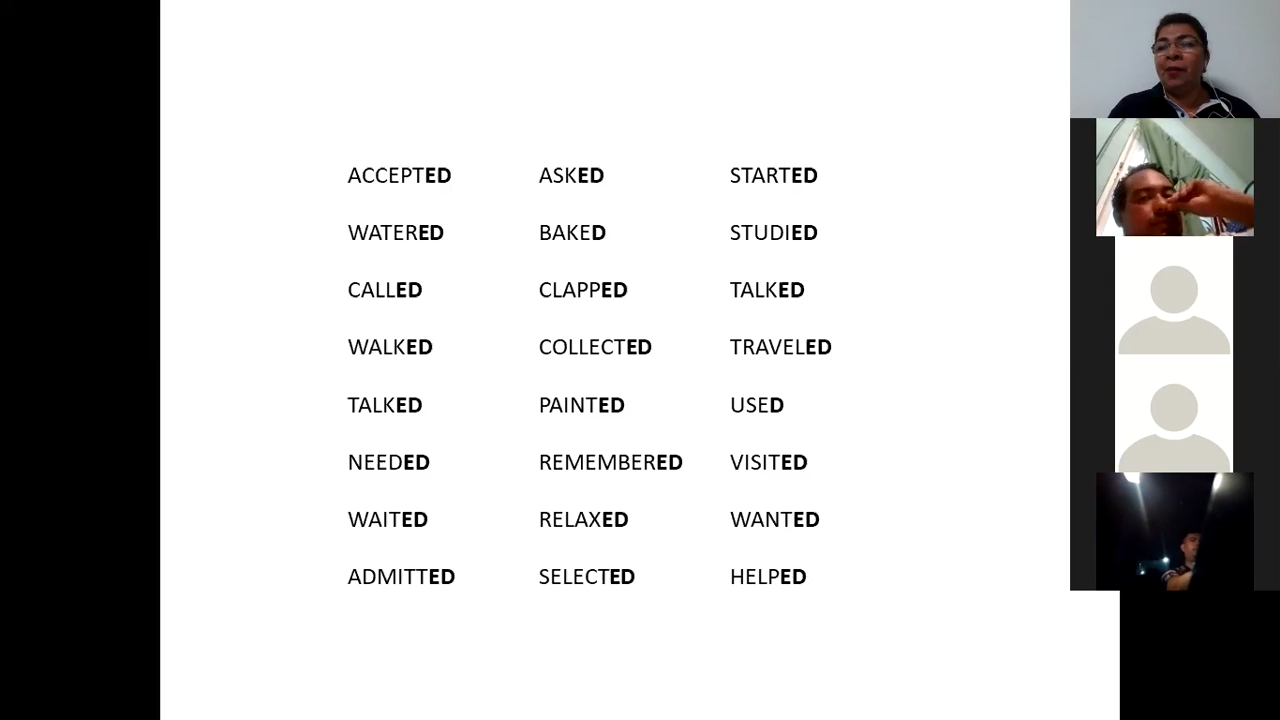 ACCEPTED ASKED STARTED
WATERED BAKED STUDIED
CALLED CLAPPED TALKED
WALKED COLLECTED TRAVELED
TALKED PAINTED USED
NEEDED REMEMBERED VISITED
WAITED RELAXED WANTED
ADMITTED SELECTED HELPED